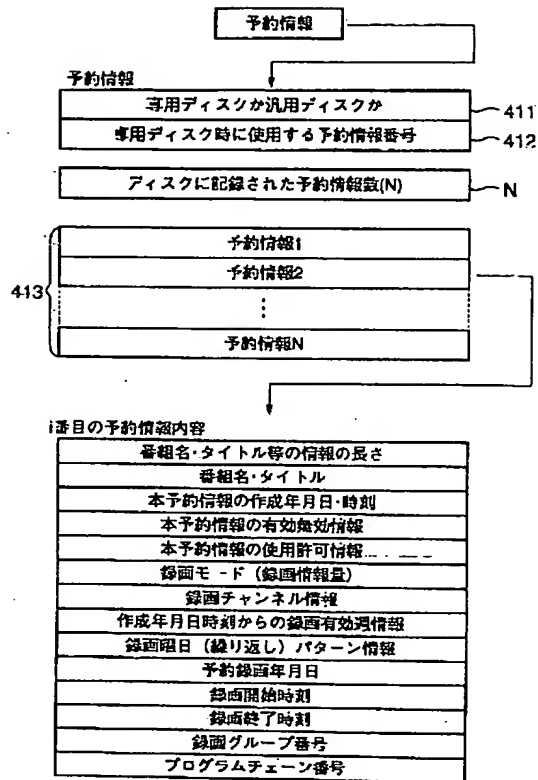 予約情報
予約情報
専用ディスクか汎用ディスクか
411
専用ディスク時に使用する予約情報番号
412
ディスクに記録された予約情報数(N)
N
予約情報1
予約情報2
413
⋮
予約情報N
i番目の予約情報内容
番組名・タイトル等の情報の長さ
番組名・タイトル
本予約情報の作成年月日・時刻
本予約情報の有効無効情報
本予約情報の使用許可情報
録画モード (録画情報量)
録画チャンネル情報
作成年月日時刻からの録画有効週情報
録画曜日 (繰り返し) パターン情報
予約録画年月日
録画開始時刻
録画終了時刻
録画グループ番号
プログラムチェーン番号